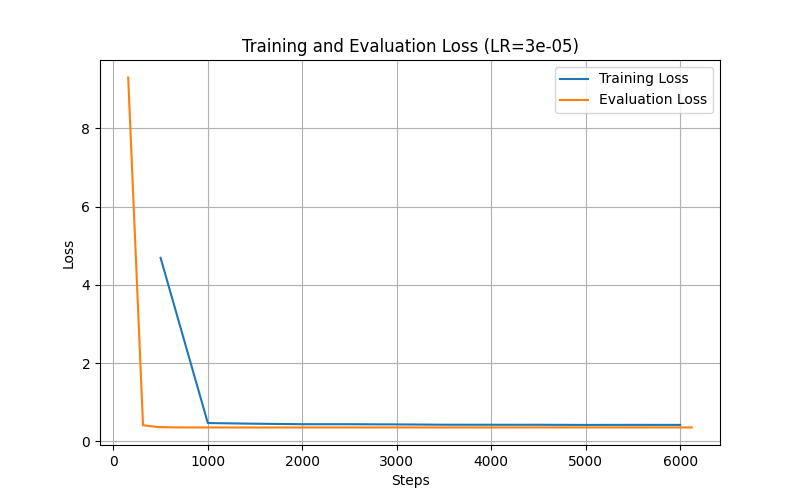 Training and Evaluation Loss (LR=3e-05)
Training Loss
Evaluation Loss
8
6
4
2
0
Loss
0 1000 2000 3000 4000 5000 6000
Steps